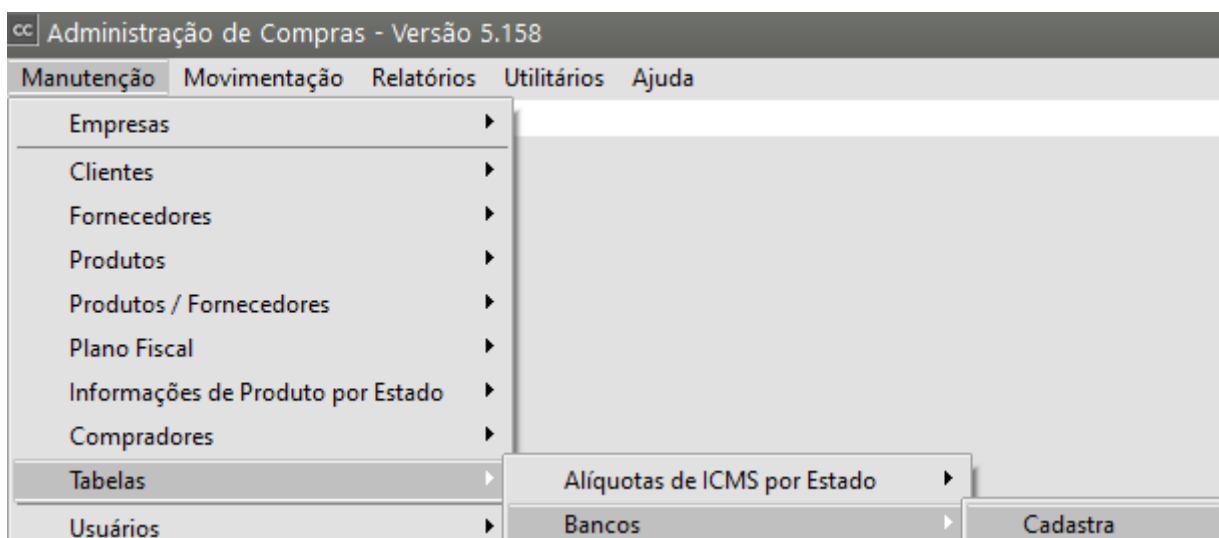 cc Administração de Compras - Versão 5.158
Manutenção Movimentação Relatórios Utilitários Ajuda
Empresas
Clientes
Fornecedores
Produtos
Produtos / Fornecedores
Plano Fiscal
Informações de Produto por Estado
Compradores
Tabelas Alíquotas de ICMS por Estado
Usuários Bancos Cadastra